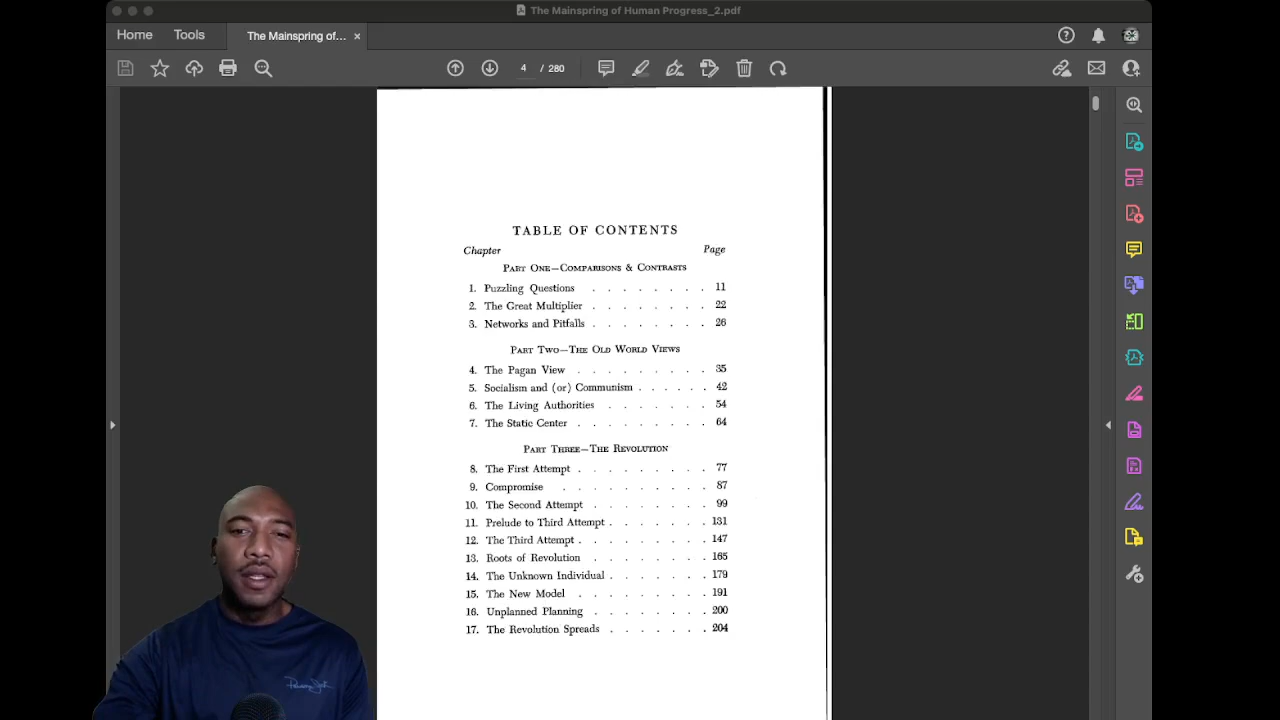 The Mainspring of Human Progress_2.pdf
Home Tools The Mainspring of... ×
4 / 280
TABLE OF CONTENTS
Chapter Page
PART ONE—COMPARISONS & CONTRASTS
1. Puzzling Questions . . . . . . . . 11
2. The Great Multiplier . . . . . . . . 22
3. Networks and Pitfalls . . . . . . . . 26
PART TWO—THE OLD WORLD VIEWS
4. The Pagan View . . . . . . . . . 35
5. Socialism and (or) Communism . . . . . . 42
6. The Living Authorities . . . . . . . 54
7. The Static Center . . . . . . . . . 64
PART THREE—THE REVOLUTION
8. The First Attempt . . . . . . . . . 77
9. Compromise . . . . . . . . . . 87
10. The Second Attempt . . . . . . . . 99
11. Prelude to Third Attempt . . . . . . . 131
12. The Third Attempt . . . . . . . . . 147
13. Roots of Revolution . . . . . . . . 165
14. The Unknown Individual . . . . . . . 179
15. The New Model . . . . . . . . . 191
16. Unplanned Planning . . . . . . . . 200
17. The Revolution Spreads . . . . . . . 204